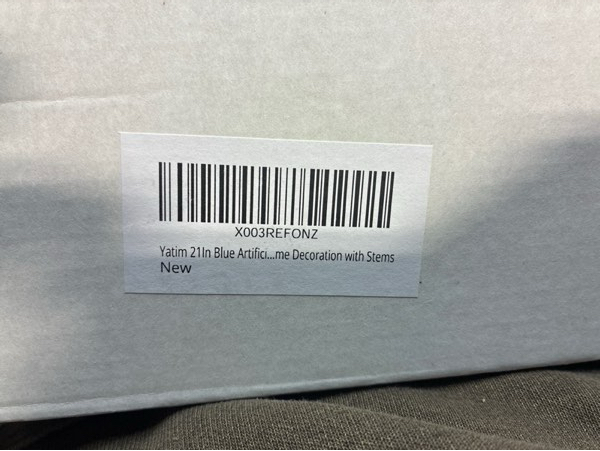 X003REFONZ
Yatim 21In Blue Artifici...me Decoration with Stems
New